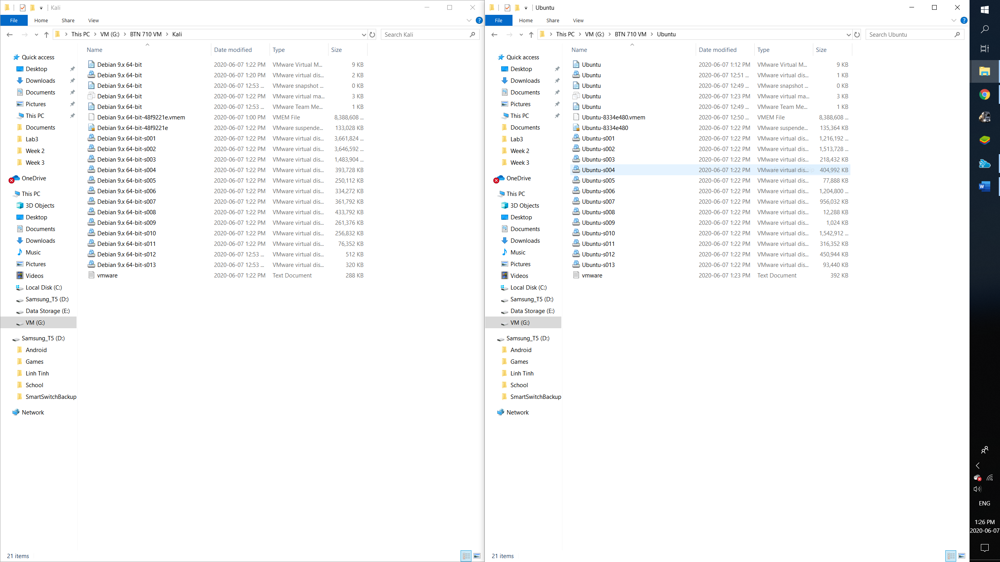 Kali
File Home Share View
This PC VM (G:) BTN 710 VM Kali
Search Kali
Name Date modified Type Size
Quick access
Desktop
Downloads
Documents
Pictures
This PC
Documents
Lab3
Week 2
Week 3
OneDrive
This PC
3D Objects
Desktop
Documents
Downloads
Music
Pictures
Videos
Local Disk (C:)
Samsung_T5 (D:)
Data Storage (E:)
VM (G:)
Samsung_T5 (D:)
Android
Games
Linh Tinh
School
SmartSwitchBackup
Network
Debian 9.x 64-bit 2020-06-07 1:22 PM VMware Virtual M... 9 KB
Debian 9.x 64-bit 2020-06-07 1:20 PM VMware virtual dis... 2 KB
Debian 9.x 64-bit 2020-06-07 12:53 ... VMware snapshot ... 0 KB
Debian 9.x 64-bit 2020-06-07 1:22 PM VMware virtual ma... 3 KB
Debian 9.x 64-bit 2020-06-07 12:53 ... VMware Team Me... 1 KB
Debian 9.x 64-bit-48f9221e.vmem 2020-06-07 1:00 PM VMEM File 8,388,608 ...
Debian 9.x 64-bit-48f9221e 2020-06-07 1:22 PM VMware suspende... 133,028 KB
Debian 9.x 64-bit-s001 2020-06-07 1:22 PM VMware virtual dis... 3,661,824 ...
Debian 9.x 64-bit-s002 2020-06-07 1:22 PM VMware virtual dis... 3,646,592 ...
Debian 9.x 64-bit-s003 2020-06-07 1:22 PM VMware virtual dis... 1,483,904 ...
Debian 9.x 64-bit-s004 2020-06-07 1:22 PM VMware virtual dis... 393,728 KB
Debian 9.x 64-bit-s005 2020-06-07 1:22 PM VMware virtual dis... 250,112 KB
Debian 9.x 64-bit-s006 2020-06-07 1:22 PM VMware virtual dis... 334,272 KB
Debian 9.x 64-bit-s007 2020-06-07 1:22 PM VMware virtual dis... 361,792 KB
Debian 9.x 64-bit-s008 2020-06-07 1:22 PM VMware virtual dis... 433,792 KB
Debian 9.x 64-bit-s009 2020-06-07 1:22 PM VMware virtual dis... 261,376 KB
Debian 9.x 64-bit-s010 2020-06-07 1:22 PM VMware virtual dis... 256,832 KB
Debian 9.x 64-bit-s011 2020-06-07 1:22 PM VMware virtual dis... 76,352 KB
Debian 9.x 64-bit-s012 2020-06-07 12:53 ... VMware virtual dis... 512 KB
Debian 9.x 64-bit-s013 2020-06-07 12:53 ... VMware virtual dis... 320 KB
vmware 2020-06-07 1:22 PM Text Document 288 KB
21 items
Ubuntu
File Home Share View
This PC VM (G:) BTN 710 VM Ubuntu
Search Ubuntu
Name Date modified Type Size
Quick access
Desktop
Downloads
Documents
Pictures
This PC
Documents
Lab3
Week 2
Week 3
OneDrive
This PC
3D Objects
Desktop
Documents
Downloads
Music
Pictures
Videos
Local Disk (C:)
Samsung_T5 (D:)
Data Storage (E:)
VM (G:)
Samsung_T5 (D:)
Android
Games
Linh Tinh
School
SmartSwitchBackup
Network
Ubuntu 2020-06-07 1:12 PM VMware Virtual M... 9 KB
Ubuntu 2020-06-07 12:51 ... VMware virtual dis... 1 KB
Ubuntu 2020-06-07 12:49 ... VMware snapshot ... 0 KB
Ubuntu 2020-06-07 1:23 PM VMware virtual ma... 3 KB
Ubuntu 2020-06-07 12:49 ... VMware Team Me... 1 KB
Ubuntu-8334e480.vmem 2020-06-07 12:50 ... VMEM File 8,388,608 ...
Ubuntu-8334e480 2020-06-07 1:22 PM VMware suspende... 135,364 KB
Ubuntu-s001 2020-06-07 1:22 PM VMware virtual dis... 1,216,192 ...
Ubuntu-s002 2020-06-07 1:22 PM VMware virtual dis... 1,513,728 ...
Ubuntu-s003 2020-06-07 1:22 PM VMware virtual dis... 218,432 KB
Ubuntu-s004 2020-06-07 1:22 PM VMware virtual dis... 404,992 KB
Ubuntu-s005 2020-06-07 1:22 PM VMware virtual dis... 77,888 KB
Ubuntu-s006 2020-06-07 1:22 PM VMware virtual dis... 1,204,800 ...
Ubuntu-s007 2020-06-07 1:22 PM VMware virtual dis... 956,032 KB
Ubuntu-s008 2020-06-07 1:22 PM VMware virtual dis... 12,288 KB
Ubuntu-s009 2020-06-07 1:22 PM VMware virtual dis... 1,024 KB
Ubuntu-s010 2020-06-07 1:22 PM VMware virtual dis... 1,542,912 ...
Ubuntu-s011 2020-06-07 1:22 PM VMware virtual dis... 316,352 KB
Ubuntu-s012 2020-06-07 1:22 PM VMware virtual dis... 450,944 KB
Ubuntu-s013 2020-06-07 1:22 PM VMware virtual dis... 93,440 KB
vmware 2020-06-07 1:23 PM Text Document 392 KB
21 items
ENG
1:26 PM
2020-06-07